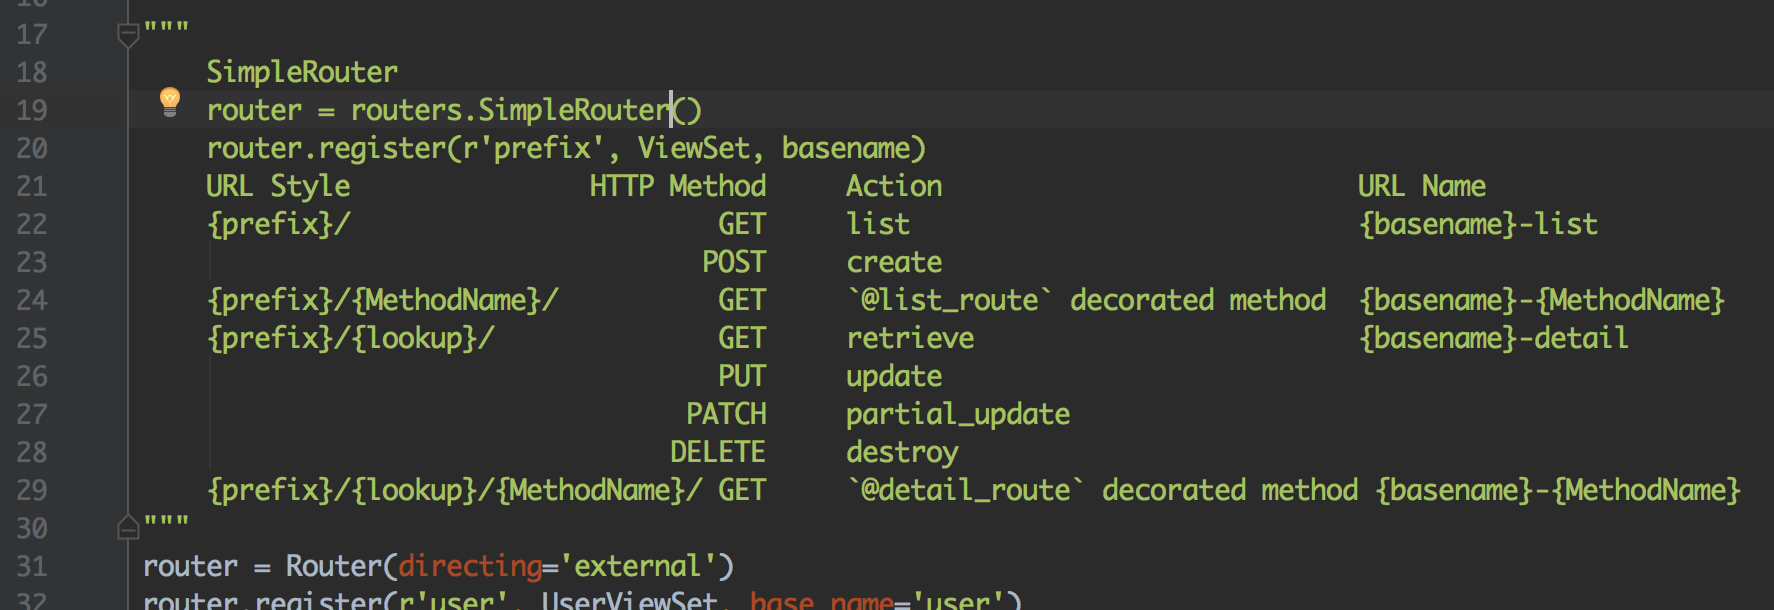 16
17 """
18 SimpleRouter
19 router = routers.SimpleRouter()
20 router.register(r'prefix', ViewSet, basename)
21 URL Style HTTP Method Action URL Name
22 {prefix}/ GET list {basename}-list
23 POST create
24 {prefix}/{MethodName}/ GET `@list_route` decorated method {basename}-{MethodName}
25 {prefix}/{lookup}/ GET retrieve {basename}-detail
26 PUT update
27 PATCH partial_update
28 DELETE destroy
29 {prefix}/{lookup}/{MethodName}/ GET `@detail_route` decorated method {basename}-{MethodName}
30 """
31 router = Router(directing='external')
32 router.register(r'user', UserViewSet, base_name='user')